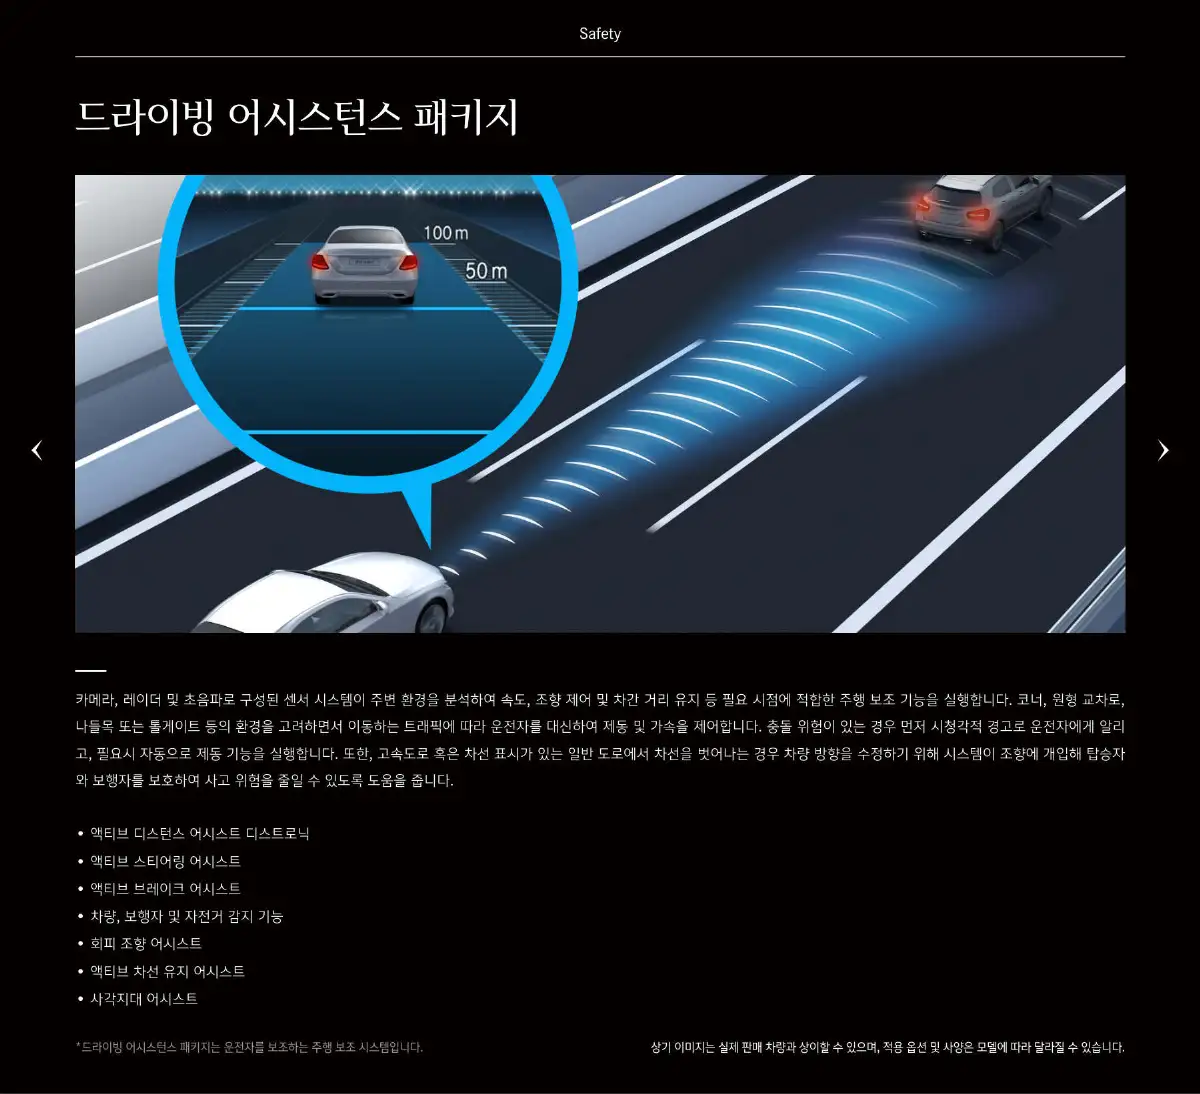 Safety
드라이빙 어시스턴스 패키지
100 m
50 m
카메라, 레이더 및 초음파로 구성된 센서 시스템이 주변 환경을 분석하여 속도, 조향 제어 및 차간 거리 유지 등 필요 시점에 적합한 주행 보조 기능을 실행합니다. 코너, 원형 교차로,
나들목 또는 톨게이트 등의 환경을 고려하면서 이동하는 트래픽에 따라 운전자를 대신하여 제동 및 가속을 제어합니다. 충돌 위험이 있는 경우 먼저 시청각적 경고로 운전자에게 알리
고, 필요시 자동으로 제동 기능을 실행합니다. 또한, 고속도로 혹은 차선 표시가 있는 일반 도로에서 차선을 벗어나는 경우 차량 방향을 수정하기 위해 시스템이 조향에 개입해 탑승자
와 보행자를 보호하여 사고 위험을 줄일 수 있도록 도움을 줍니다.
• 액티브 디스턴스 어시스트 디스트로닉
• 액티브 스티어링 어시스트
• 액티브 브레이크 어시스트
• 차량, 보행자 및 자전거 감지 기능
• 회피 조향 어시스트
• 액티브 차선 유지 어시스트
• 사각지대 어시스트
*드라이빙 어시스턴스 패키지는 운전자를 보조하는 주행 보조 시스템입니다.
상기 이미지는 실제 판매 차량과 상이할 수 있으며, 적용 옵션 및 사양은 모델에 따라 달라질 수 있습니다.